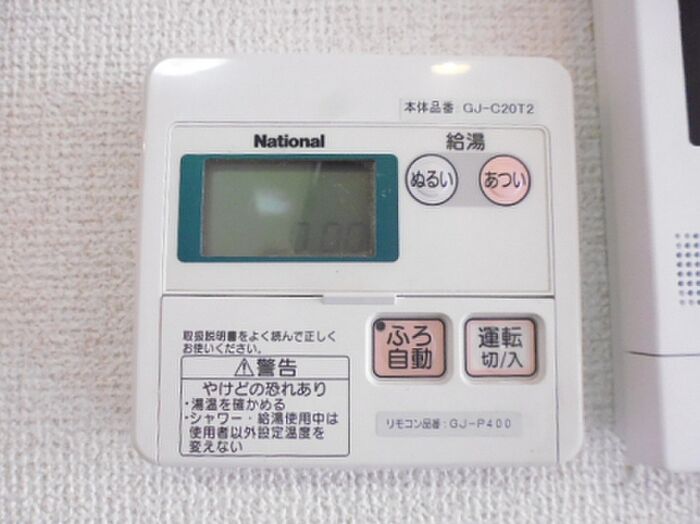 本体品番 GJ-C20T2
National
給湯
ぬるい
あつい
1:00
取扱説明書をよく読んで正しく
お使いください。
⚠警告
やけどの恐れあり
・湯温を確かめる
・シャワー・給湯使用中は
使用者以外設定温度を
変えない
ふろ
自動
運転
切/入
リモコン品番:GJ-P400